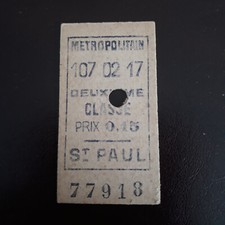 METROPOLITAIN
107 02 17
DEUXIEME
CLASSE
PRIX 0.15
ST PAUL
77918